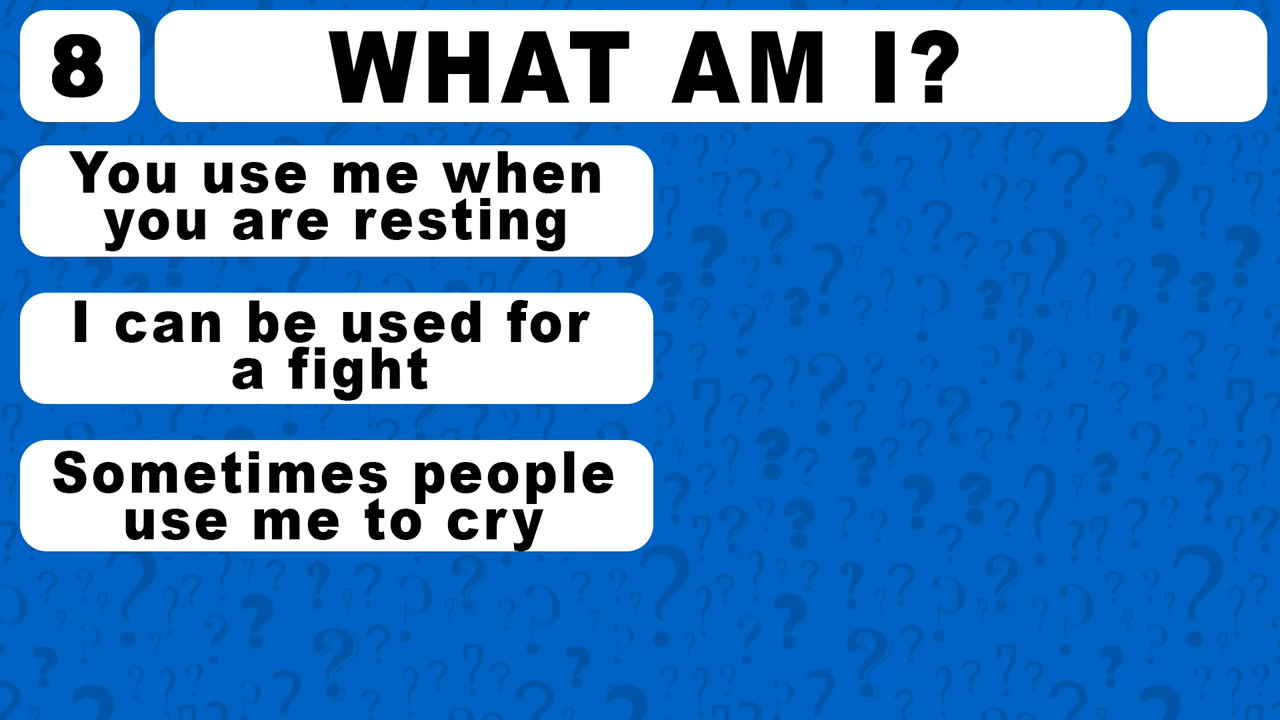 8
WHAT AM I?
You use me when
you are resting
I can be used for
a fight
Sometimes people
use me to cry